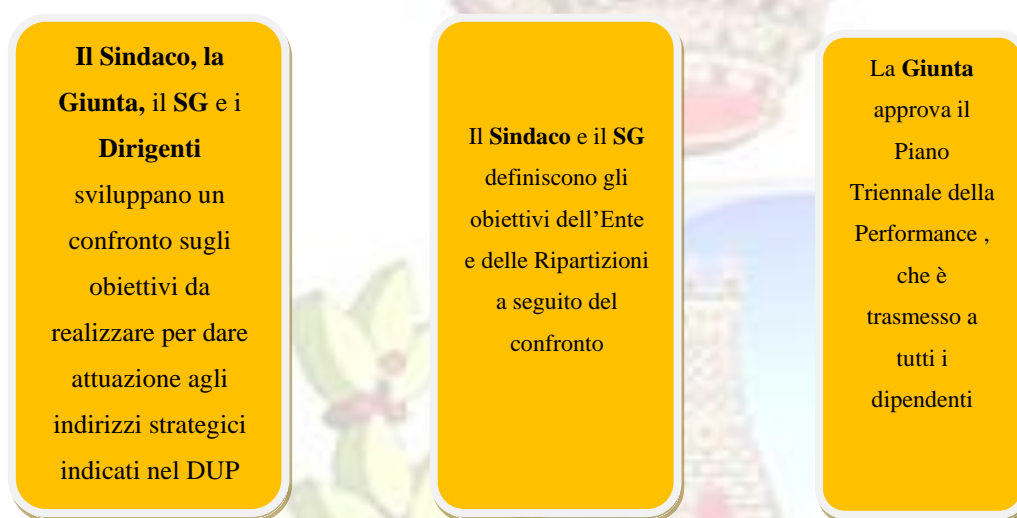 Il Sindaco, la
Giunta, il SG e i
Dirigenti
sviluppano un
confronto sugli
obiettivi da
realizzare per dare
attuazione agli
indirizzi strategici
indicati nel DUP
Il Sindaco e il SG
definiscono gli
obiettivi dell’Ente
e delle Ripartizioni
a seguito del
confronto
La Giunta
approva il
Piano
Triennale della
Performance ,
che è
trasmesso a
tutti i
dipendenti